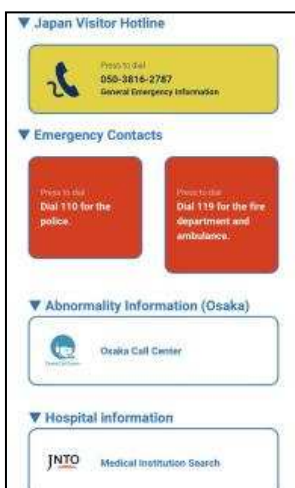 ▼ Japan Visitor Hotline
Press to dial
050-3816-2787
General Emergency Information
▼ Emergency Contacts
Press to dial
Dial 110 for the
police.
Press to dial
Dial 119 for the fire
department and
ambulance.
▼ Abnormality Information (Osaka)
Osaka Call Center
▼ Hospital information
JNTO
Medical Institution Search